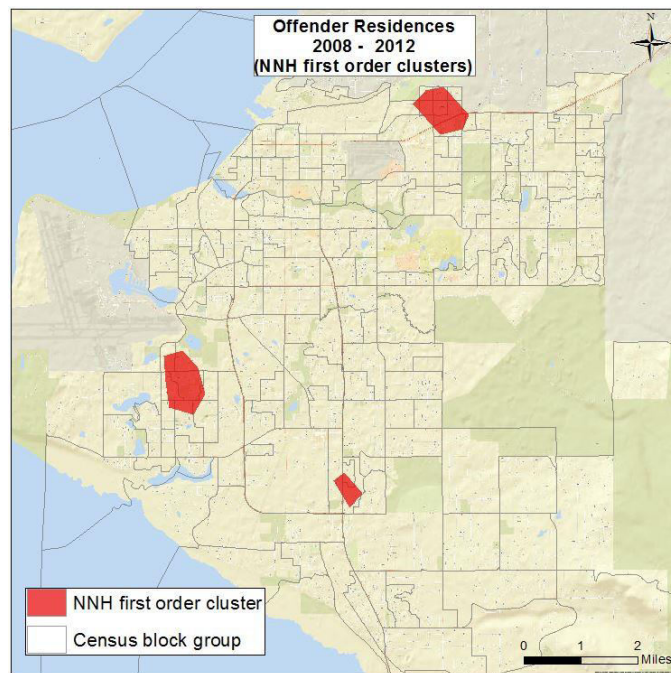 Offender Residences
2008 - 2012
(NNH first order clusters)
N
NNH first order cluster
Census block group
0 1 2
Miles